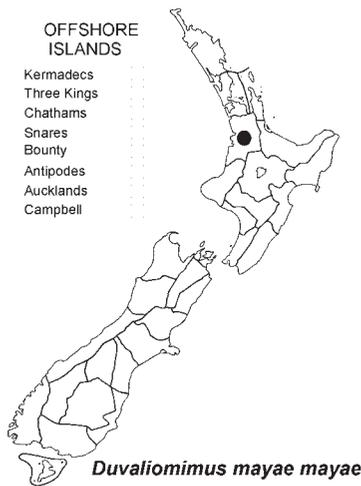 OFFSHORE
ISLANDS
Kermadecs
Three Kings
Chathams
Snares
Bounty
Antipodes
Aucklands
Campbell
Duvaliomimus mayae mayae